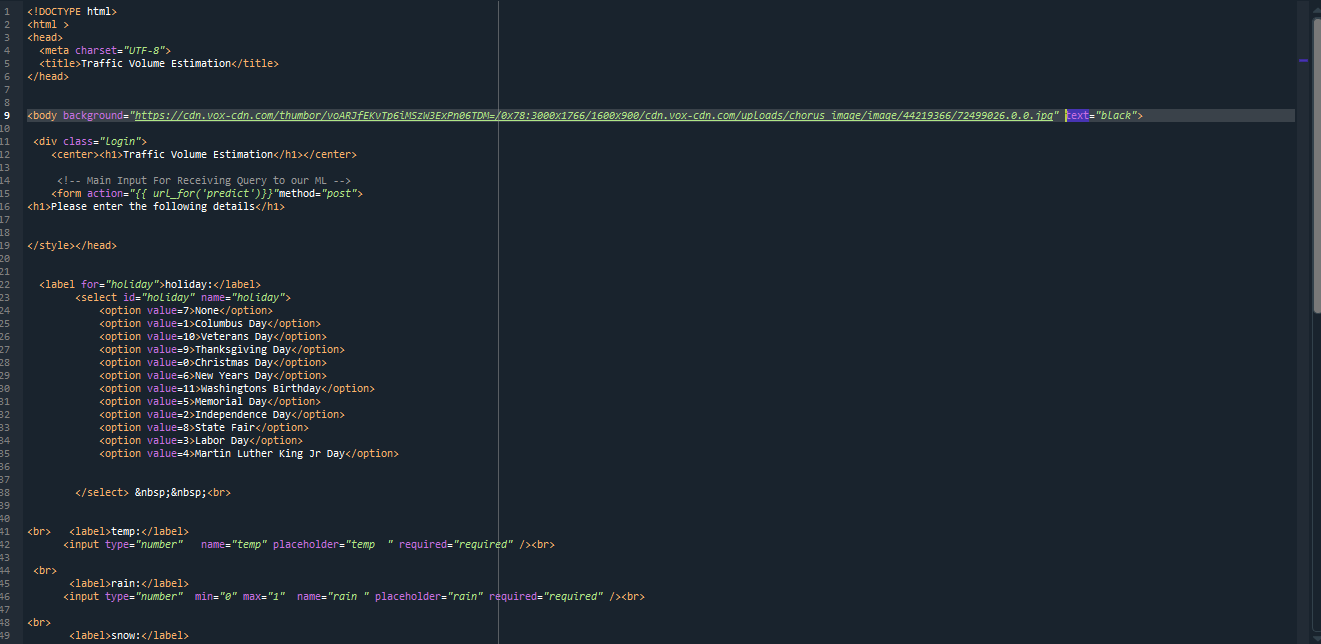 1 <!DOCTYPE html>
2 <html >
3 <head>
4 <meta charset="UTF-8">
5 <title>Traffic Volume Estimation</title>
6 </head>
7
8
9 <body background="https://cdn.vox-cdn.com/thumbor/voARJfEKvTp6iMSzW3ExPn06TDM=/0x78:3000x1766/1600x900/cdn.vox-cdn.com/uploads/chorus_image/image/44219366/72499026.0.0.jpg" text="black">
10
11 <div class="login">
12 <center><h1>Traffic Volume Estimation</h1></center>
13
14 <!-- Main Input For Receiving Query to our ML -->
15 <form action="{{ url_for('predict')}}"method="post">
16 <h1>Please enter the following details</h1>
17
18
19 </style></head>
20
21
22 <label for="holiday">holiday:</label>
23 <select id="holiday" name="holiday">
24 <option value=7>None</option>
25 <option value=1>Columbus Day</option>
26 <option value=10>Veterans Day</option>
27 <option value=9>Thanksgiving Day</option>
28 <option value=0>Christmas Day</option>
29 <option value=6>New Years Day</option>
30 <option value=11>Washingtons Birthday</option>
31 <option value=5>Memorial Day</option>
32 <option value=2>Independence Day</option>
33 <option value=8>State Fair</option>
34 <option value=3>Labor Day</option>
35 <option value=4>Martin Luther King Jr Day</option>
36
37
38 </select> &nbsp;&nbsp;<br>
39
40
41 <br> <label>temp:</label>
42 <input type="number" name="temp" placeholder="temp " required="required" /><br>
43
44 <br>
45 <label>rain:</label>
46 <input type="number" min="0" max="1" name="rain " placeholder="rain" required="required" /><br>
47
48 <br>
49 <label>snow:</label>